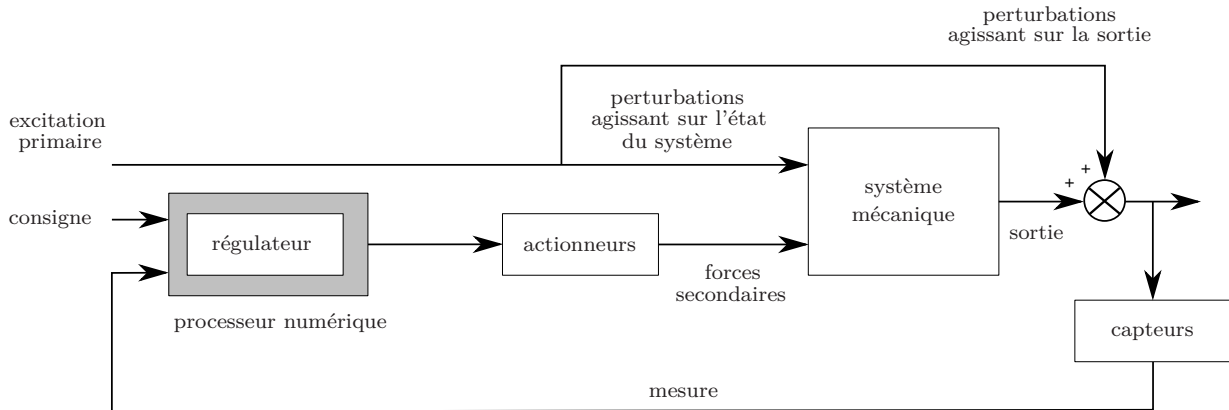 perturbations
agissant sur la sortie
perturbations
agissant sur l'état
du système
excitation
primaire
système
mécanique
+
+
consigne
régulateur
actionneurs
sortie
forces
secondaires
processeur numérique
capteurs
mesure